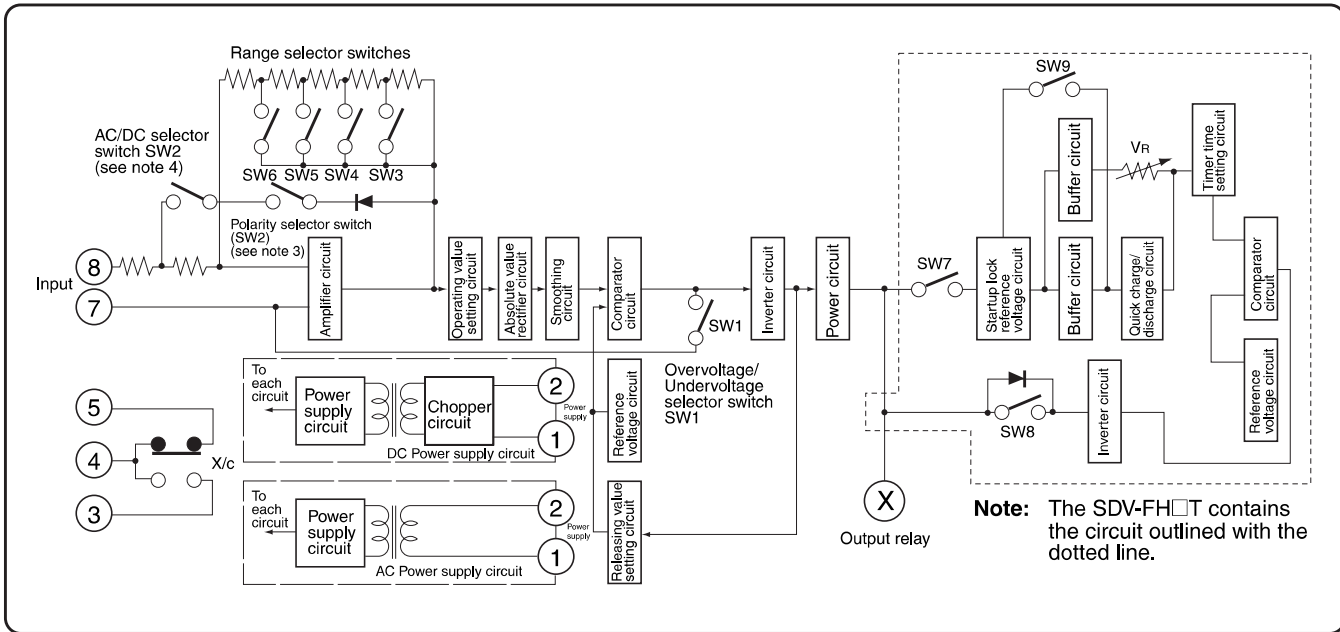 Range selector switches
AC/DC selector
switch SW2
(see note 4)
SW6 SW5 SW4 SW3
Polarity selector switch
(SW2)
(see note 3)
Input
8
7
Amplifier circuit
Operating value
setting circuit
Absolute value
rectifier circuit
Smoothing
circuit
Comparator
circuit
SW1
Overvoltage/
Undervoltage
selector switch
SW1
Inverter circuit
Power circuit
SW7
SW9
Startup lock
reference
voltage circuit
Buffer circuit
Buffer circuit
VR
Quick charge/
discharge circuit
Timer time
setting circuit
Comparator
circuit
Reference
voltage circuit
SW8
Inverter circuit
X
Output relay
Note: The SDV-FH□T contains
the circuit outlined with the
dotted line.
5
4
3
X/c
To
each
circuit
Power
supply
circuit
Chopper
circuit
2
Power
supply
1
DC Power supply circuit
Reference
voltage circuit
To
each
circuit
Power
supply
circuit
2
Power
supply
1
AC Power supply circuit
Releasing value
setting circuit